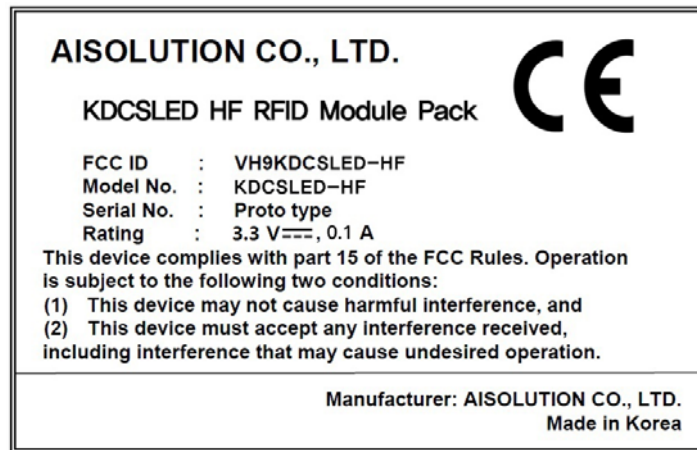 AISOLUTION CO., LTD.
CE
KDCSLED HF RFID Module Pack
FCC ID : VH9KDCSLED-HF
Model No. : KDCSLED-HF
Serial No. : Proto type
Rating : 3.3 V⎓, 0.1 A
This device complies with part 15 of the FCC Rules. Operation
is subject to the following two conditions:
(1) This device may not cause harmful interference, and
(2) This device must accept any interference received,
including interference that may cause undesired operation.
Manufacturer: AISOLUTION CO., LTD.
Made in Korea